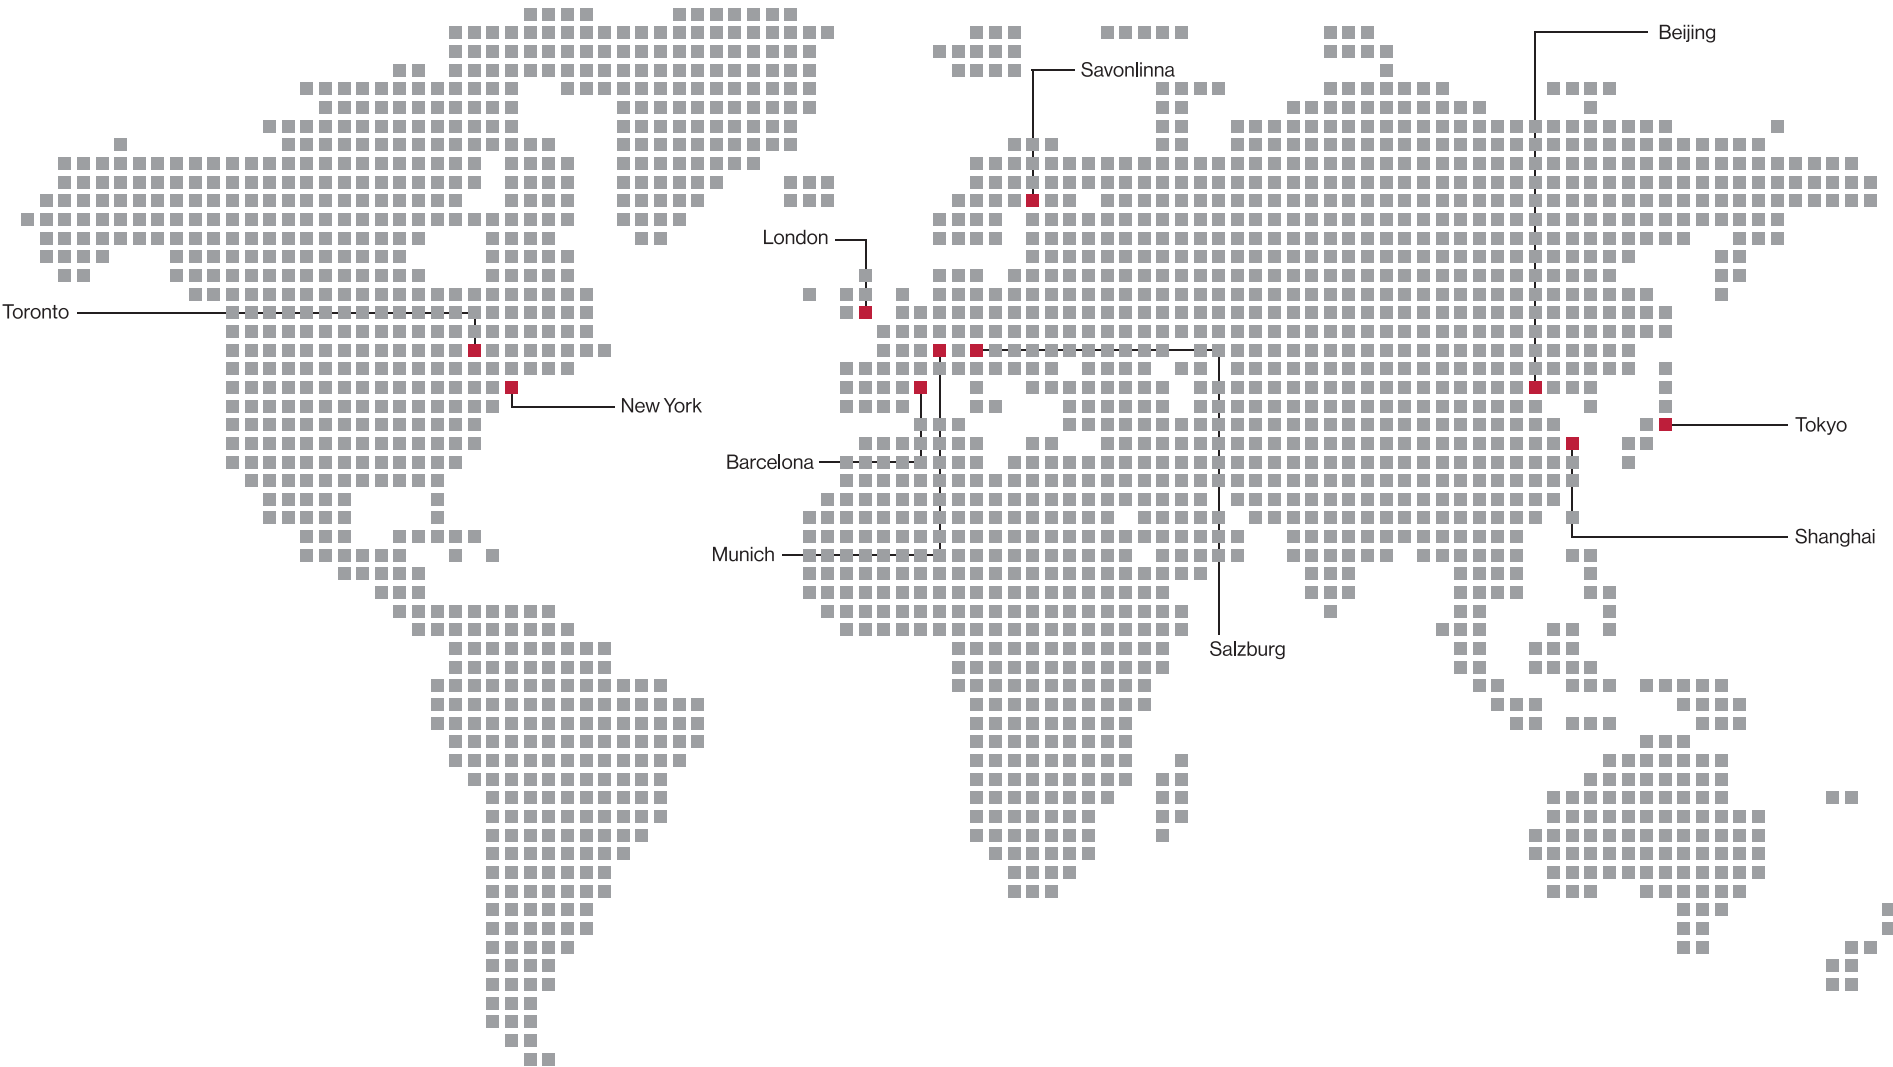 Beijing
Savonlinna
London
Toronto
New York
Tokyo
Barcelona
Shanghai
Munich
Salzburg